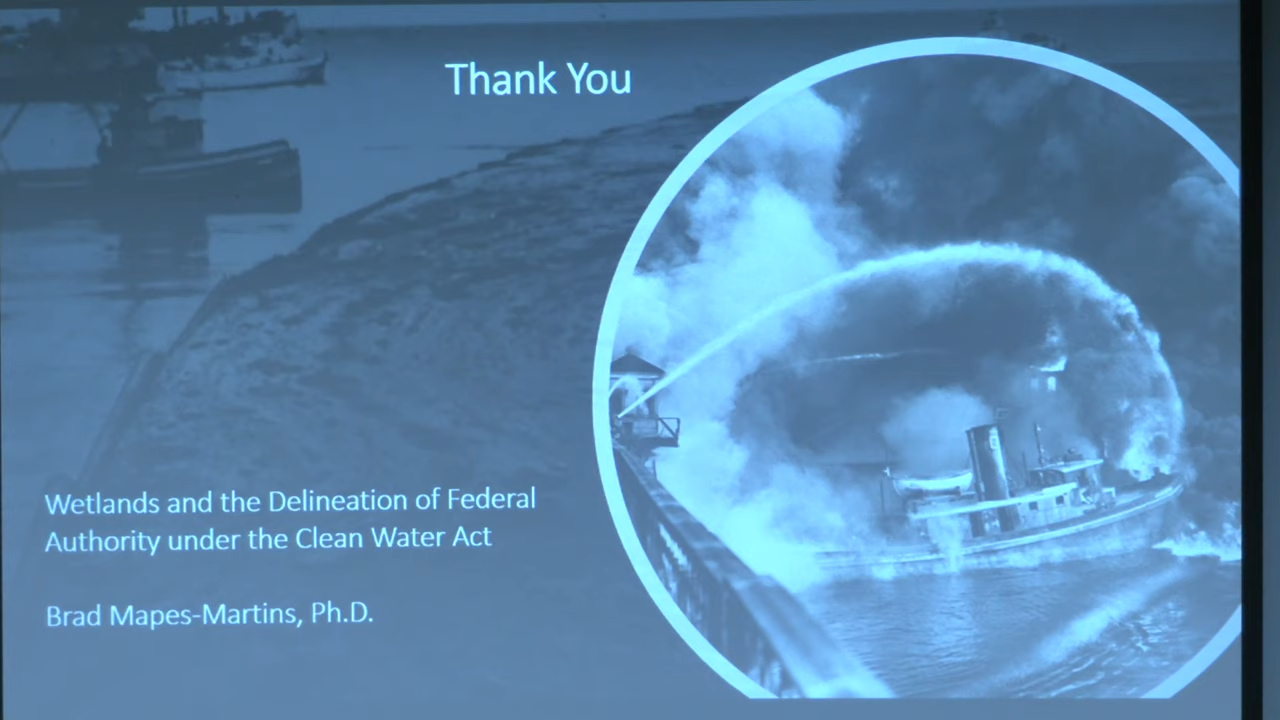 Thank You
Wetlands and the Delineation of Federal
Authority under the Clean Water Act
Brad Mapes-Martins, Ph.D.